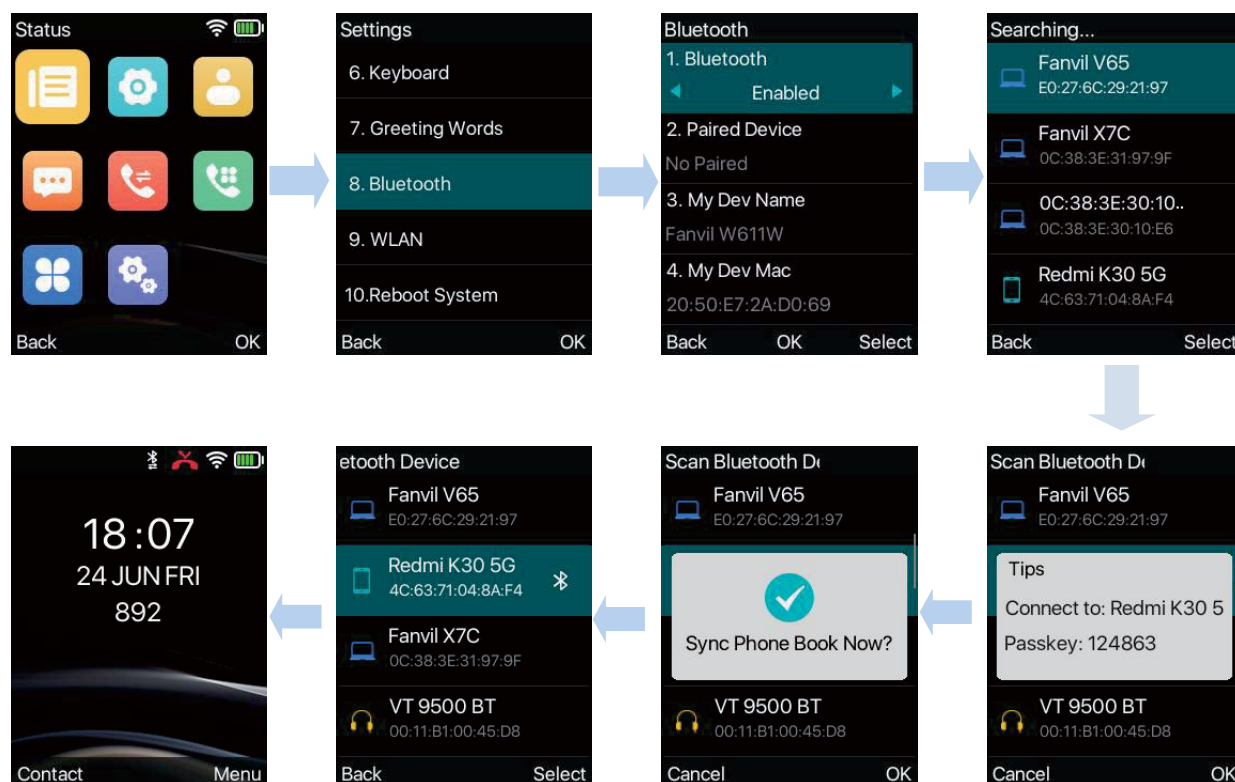 Status
Back OK
Settings
6. Keyboard
7. Greeting Words
8. Bluetooth
9. WLAN
10.Reboot System
Back OK
Bluetooth
1. Bluetooth
Enabled
2. Paired Device
No Paired
3. My Dev Name
Fanvil W611W
4. My Dev Mac
20:50:E7:2A:D0:69
Back OK Select
Searching...
Fanvil V65
E0:27:6C:29:21:97
Fanvil X7C
0C:38:3E:31:97:9F
0C:38:3E:30:10..
0C:38:3E:30:10:E6
Redmi K30 5G
4C:63:71:04:8A:F4
Back Select
Scan Bluetooth De
Fanvil V65
E0:27:6C:29:21:97
Tips
Connect to: Redmi K30 5
Passkey: 124863
VT 9500 BT
00:11:B1:00:45:D8
Cancel OK
Scan Bluetooth De
Fanvil V65
E0:27:6C:29:21:97
Sync Phone Book Now?
VT 9500 BT
00:11:B1:00:45:D8
Cancel OK
etooth Device
Fanvil V65
E0:27:6C:29:21:97
Redmi K30 5G
4C:63:71:04:8A:F4
Fanvil X7C
0C:38:3E:31:97:9F
VT 9500 BT
00:11:B1:00:45:D8
Back Select
18:07
24 JUN FRI
892
Contact Menu